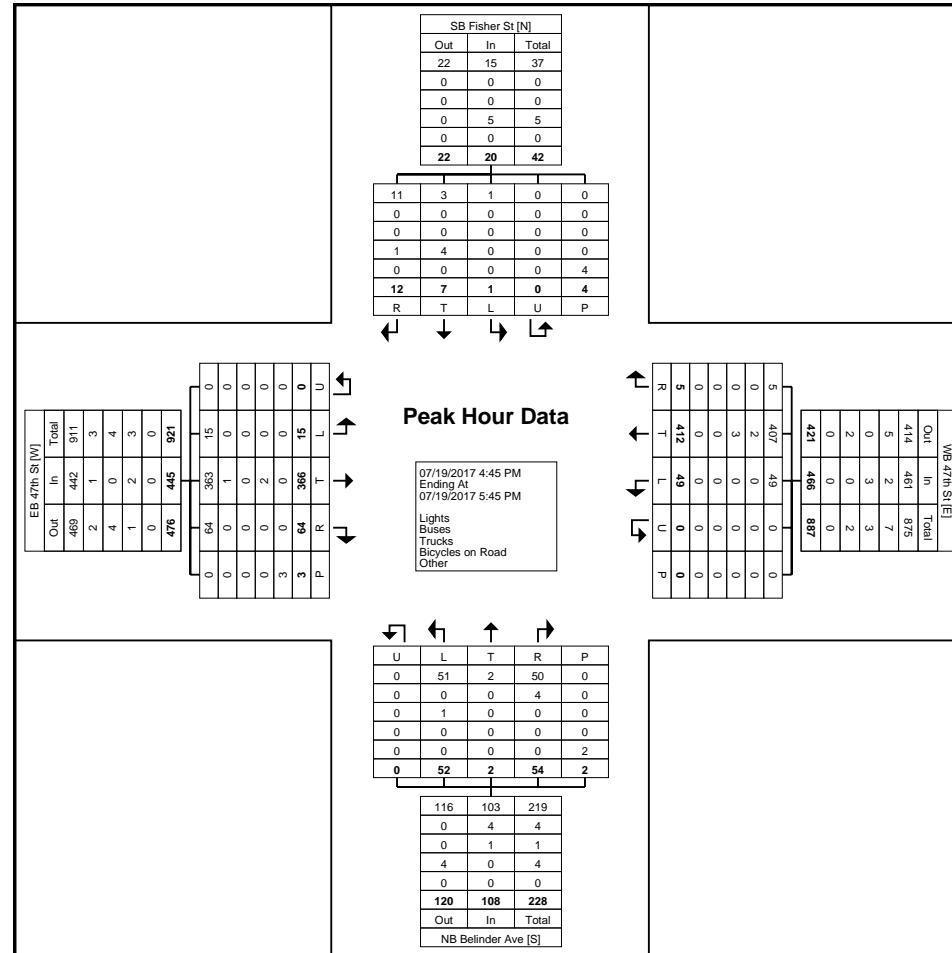 SB Fisher St [N]
Out In Total
22 15 37
0 0 0
0 0 0
0 5 5
0 0 0
22 20 42
11 3 1 0 0
0 0 0 0 0
0 0 0 0 0
1 4 0 0 0
0 0 0 0 4
12 7 1 0 4
R T L U P
EB 47th St [W]
Out In Total
469 442 911
2 1 3
4 0 4
1 2 3
0 0 0
476 445 921
0 64 363 15 0
0 0 1 0 0
0 0 0 0 0
0 0 2 0 0
3 0 0 0 0
3 64 366 15 0
P R T L U
Peak Hour Data
07/19/2017 4:45 PM
Ending At
07/19/2017 5:45 PM
Lights
Buses
Trucks
Bicycles on Road
Other
WB 47th St [E]
Out In Total
414 461 875
5 2 7
0 3 3
2 0 2
0 0 0
421 466 887
5 407 49 0 0
0 2 0 0 0
0 3 0 0 0
0 0 0 0 0
0 0 0 0 0
5 412 49 0 0
R T L U P
U L T R P
0 51 2 50 0
0 0 0 4 0
0 1 0 0 0
0 0 0 0 0
0 0 0 0 2
0 52 2 54 2
116 103 219
0 4 4
0 1 1
4 0 4
0 0 0
120 108 228
Out In Total
NB Belinder Ave [S]